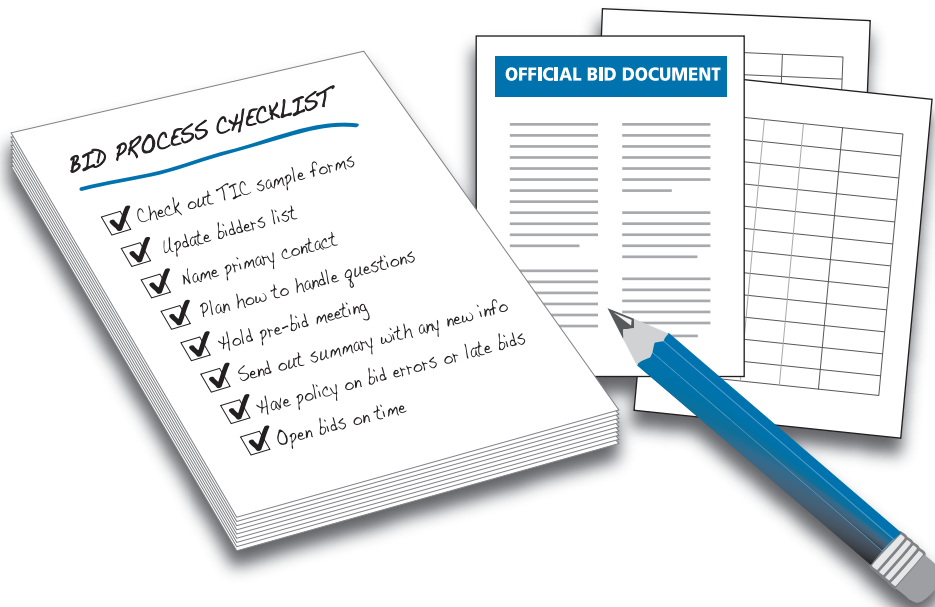 BID PROCESS CHECKLIST
Check out TIC sample forms
Update bidders list
Name primary contact
Plan how to handle questions
Hold pre-bid meeting
Send out summary with any new info
Have policy on bid errors or late bids
Open bids on time
OFFICIAL BID DOCUMENT